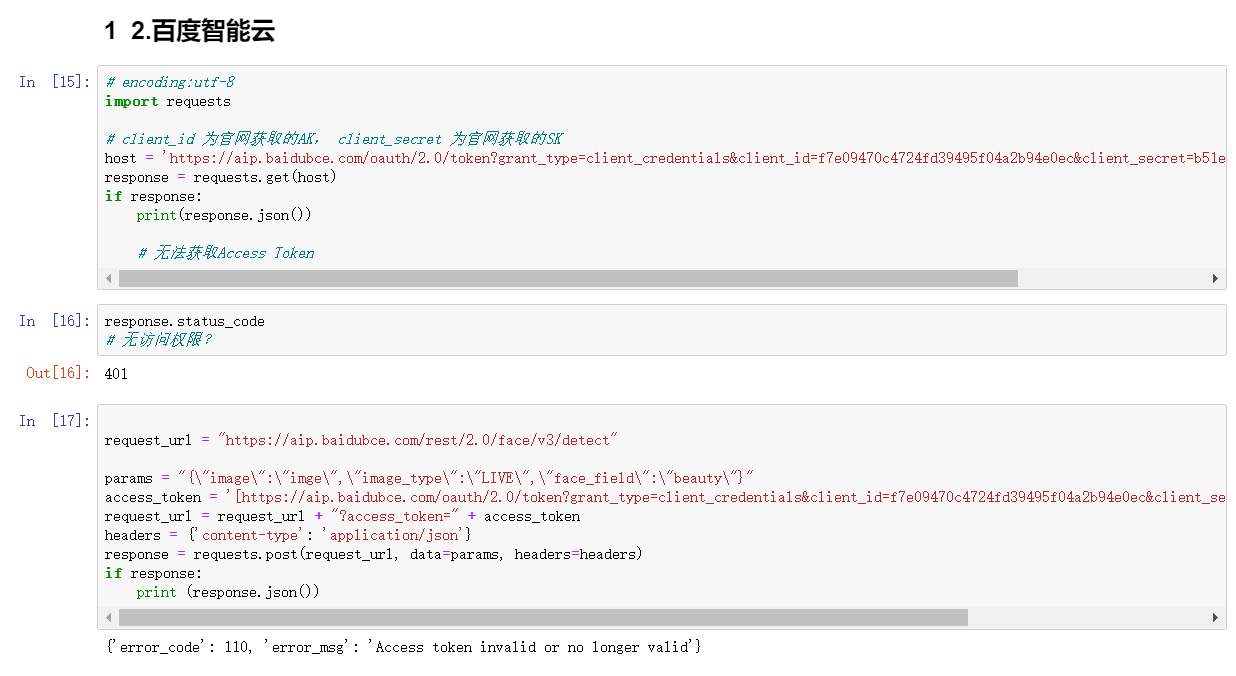 1 2.百度智能云
In [15]:
# encoding:utf-8
import requests
# client_id 为官网获取的AK， client_secret 为官网获取的SK
host = 'https://aip.baidubce.com/oauth/2.0/token?grant_type=client_credentials&client_id=f7e09470c4724fd39495f04a2b94e0ec&client_secret=b51e
response = requests.get(host)
if response:
    print(response.json())
    # 无法获取Access Token
In [16]:
response.status_code
# 无访问权限？
Out[16]: 401
In [17]:
request_url = "https://aip.baidubce.com/rest/2.0/face/v3/detect"
params = "{\"image\":\"imge\",\"image_type\":\"LIVE\",\"face_field\":\"beauty\"}"
access_token = '[https://aip.baidubce.com/oauth/2.0/token?grant_type=client_credentials&client_id=f7e09470c4724fd39495f04a2b94e0ec&client_se
request_url = request_url + "?access_token=" + access_token
headers = {'content-type': 'application/json'}
response = requests.post(request_url, data=params, headers=headers)
if response:
    print (response.json())
{'error_code': 110, 'error_msg': 'Access token invalid or no longer valid'}